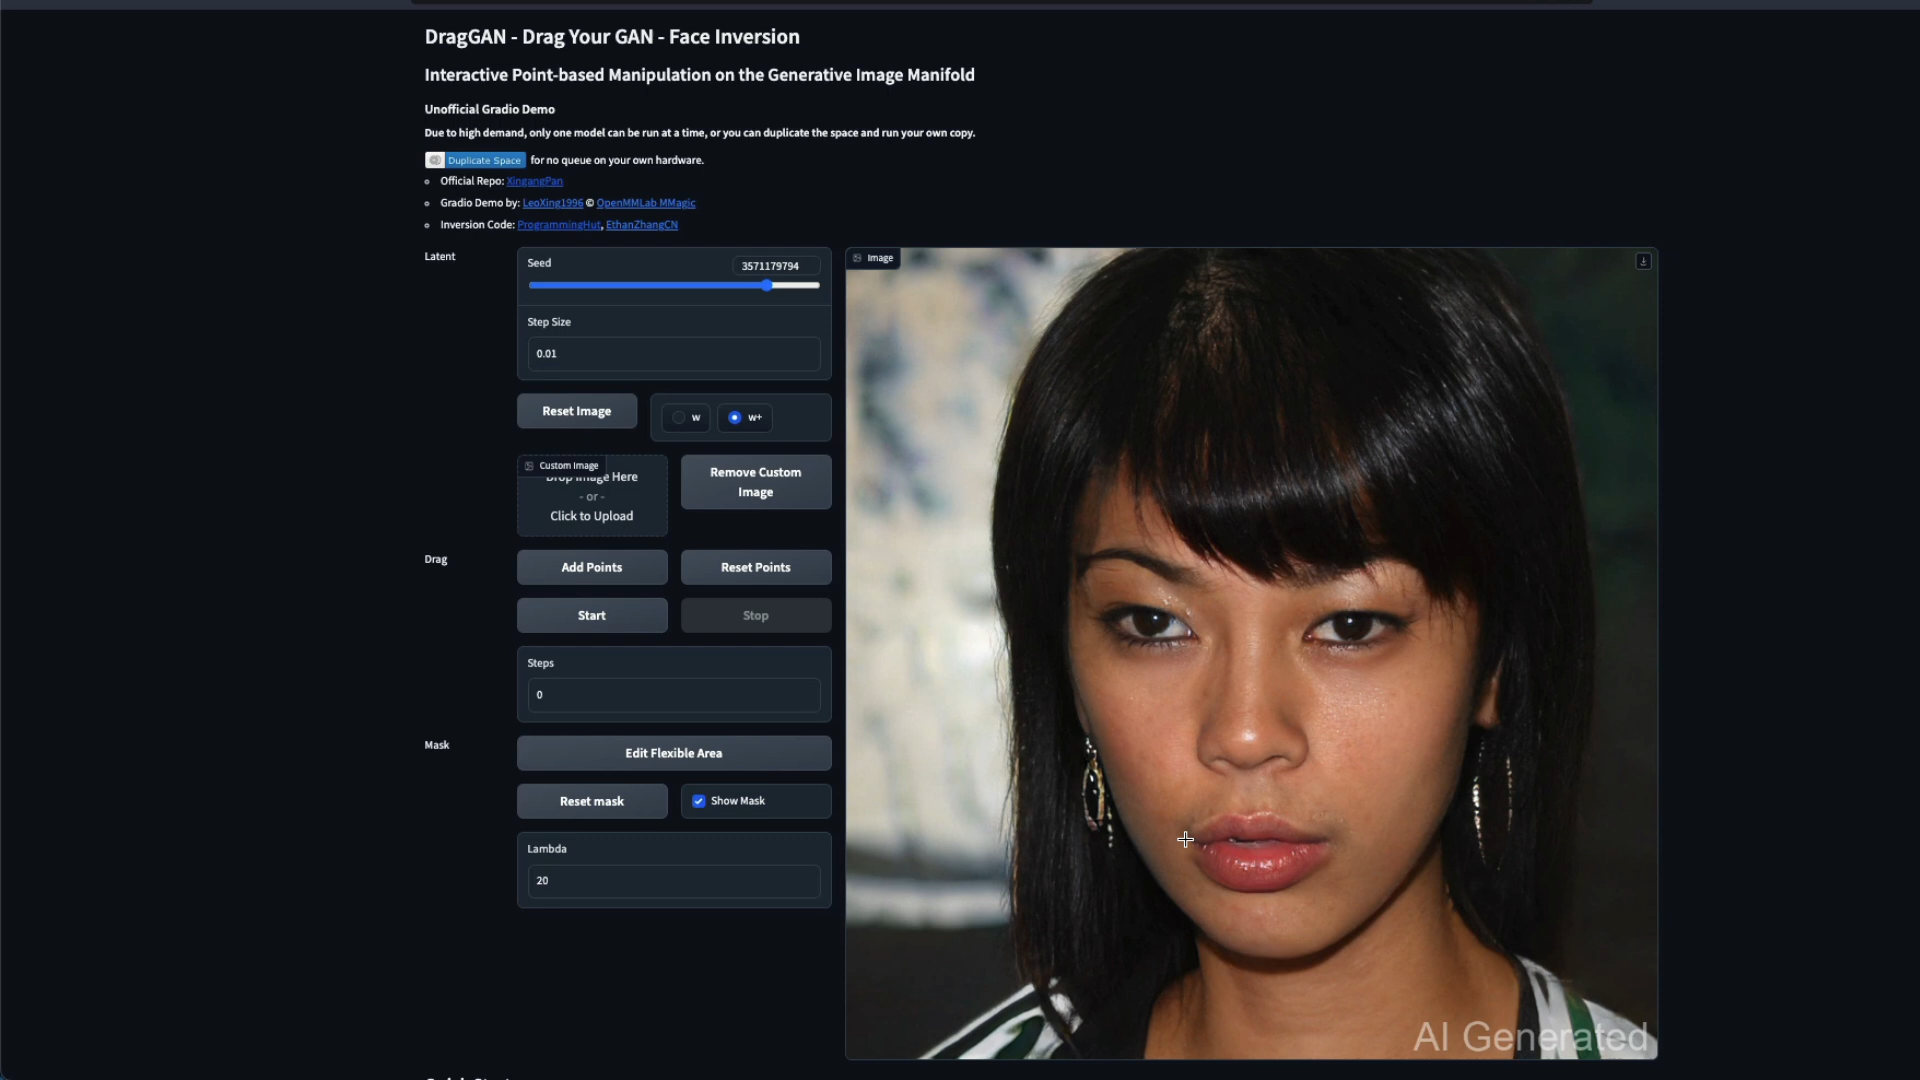 DragGAN - Drag Your GAN - Face Inversion
Interactive Point-based Manipulation on the Generative Image Manifold
Unofficial Gradio Demo
Due to high demand, only one model can be run at a time, or you can duplicate the space and run your own copy.
Duplicate Space for no queue on your own hardware.
Official Repo: XingangPan
Gradio Demo by: LeoXing1996 © OpenMMLab MMagic
Inversion Code: ProgrammingHut, EthanZhangCN
Latent
Seed
3571179794
Step Size
0.01
Reset Image
w
w+
Custom Image
Drop Image Here
- or -
Click to Upload
Remove Custom
Image
Drag
Add Points
Reset Points
Start
Stop
Steps
0
Mask
Edit Flexible Area
Reset mask
Show Mask
Lambda
20
Image
AI Generated